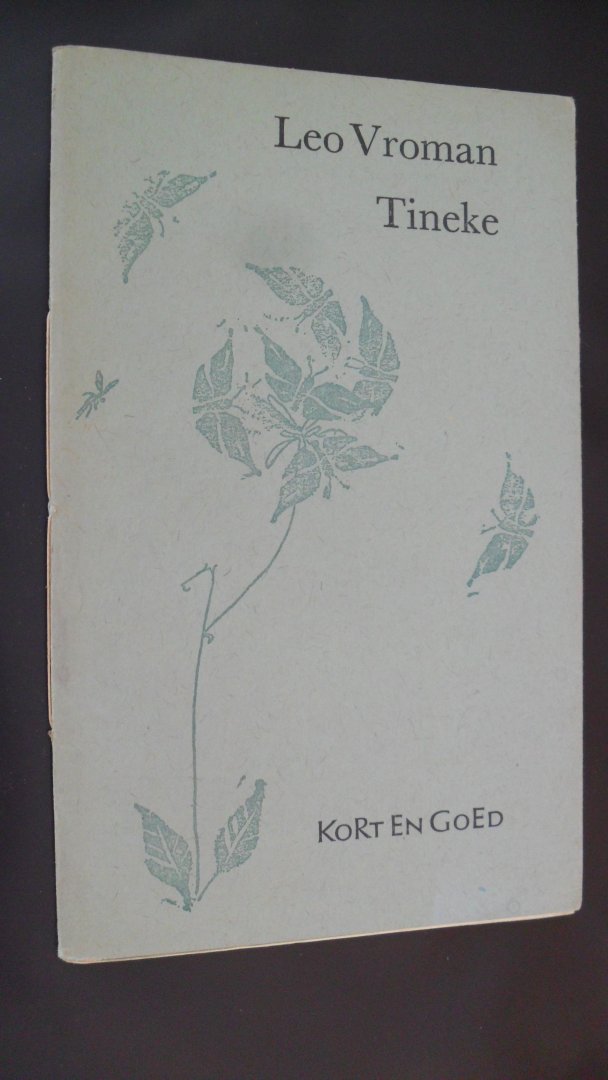 Leo Vroman
Tineke
KoRt En GoEd